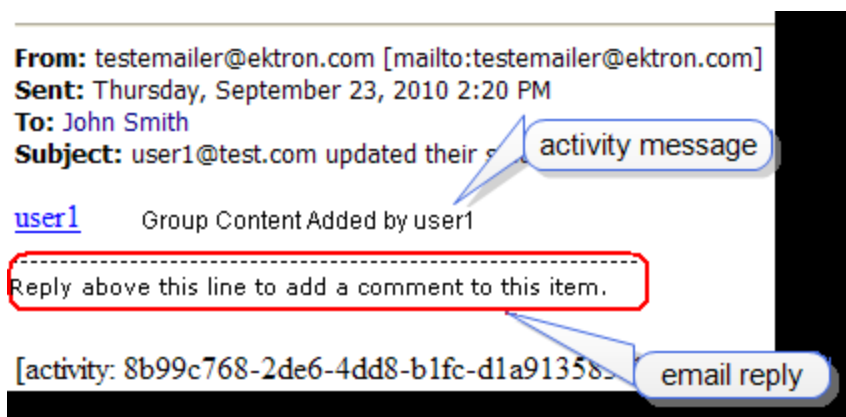 From: testemailer@ektron.com [mailto:testemailer@ektron.com]
Sent: Thursday, September 23, 2010 2:20 PM
To: John Smith
Subject: user1@test.com updated their
activity message
user1 Group Content Added by user1
Reply above this line to add a comment to this item.
[activity: 8b99c768-2de6-4dd8-b1fc-d1a91358
email reply